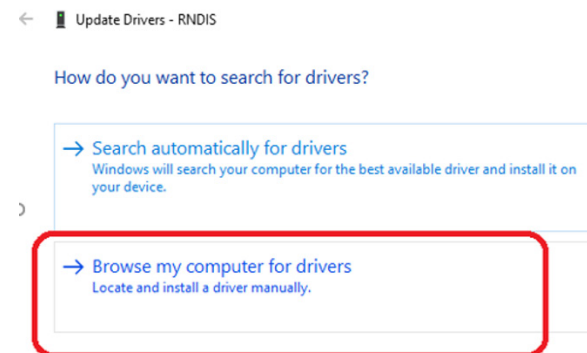 Update Drivers - RNDIS
How do you want to search for drivers?
Search automatically for drivers
Windows will search your computer for the best available driver and install it on
your device.
Browse my computer for drivers
Locate and install a driver manually.